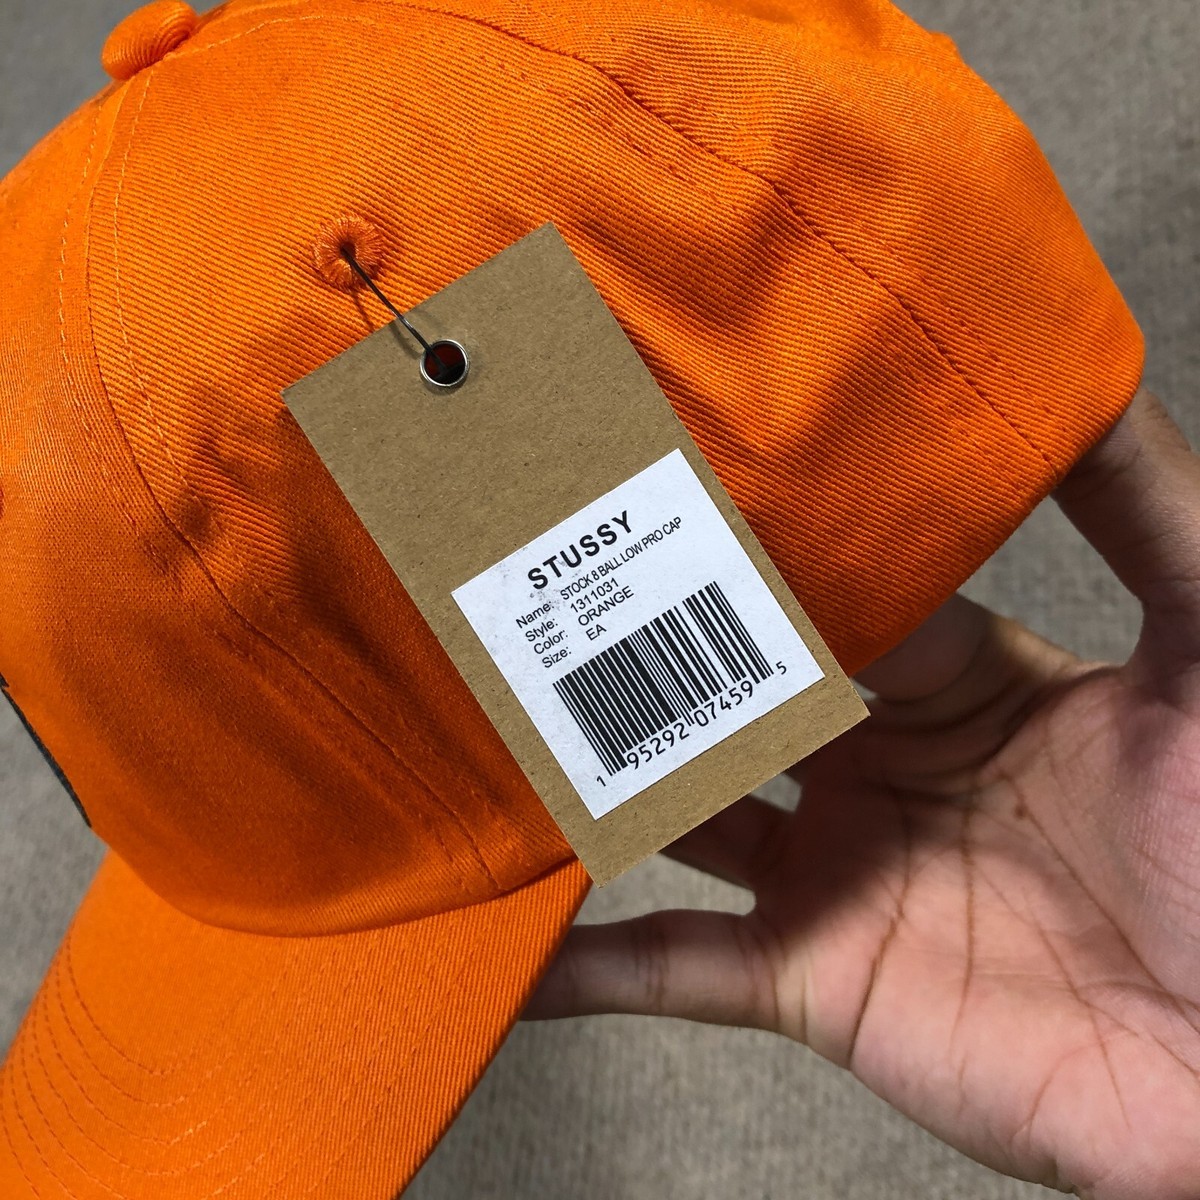 STUSSY
Name: STOCK 8 BALL LOW PRO CAP
Style: 1311031
Color: ORANGE
Size: EA
1 95292 07459 5